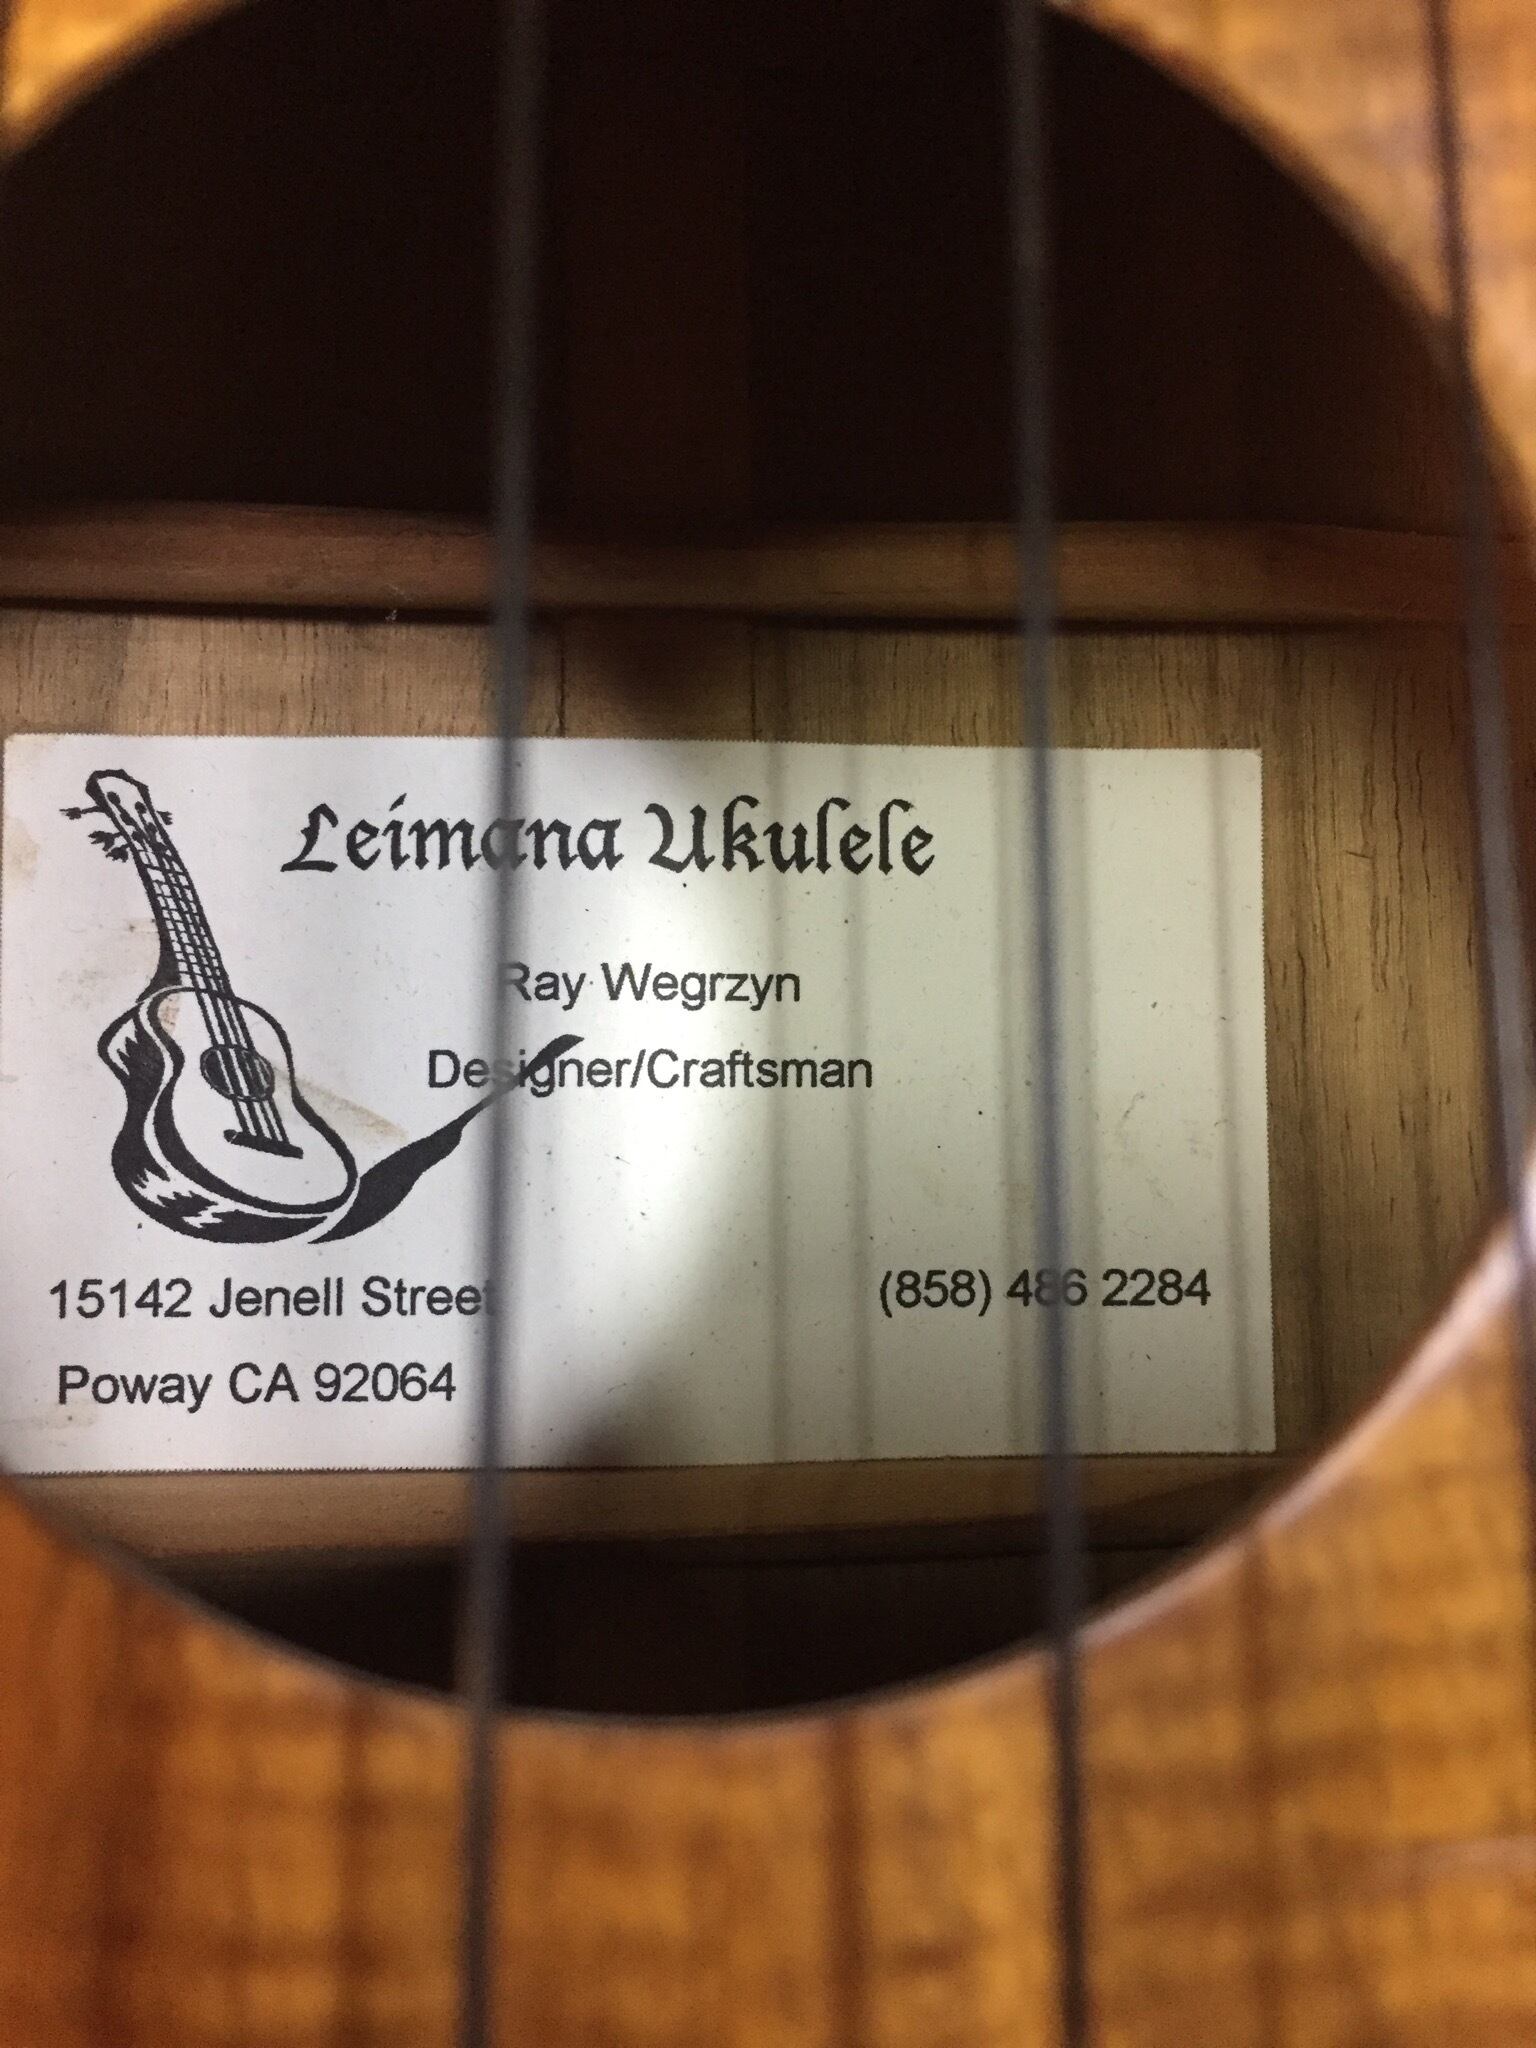 Leimana Ukulele
Ray Wegrzyn
Designer/Craftsman
15142 Jenell Street
Poway CA 92064
(858) 486 2284